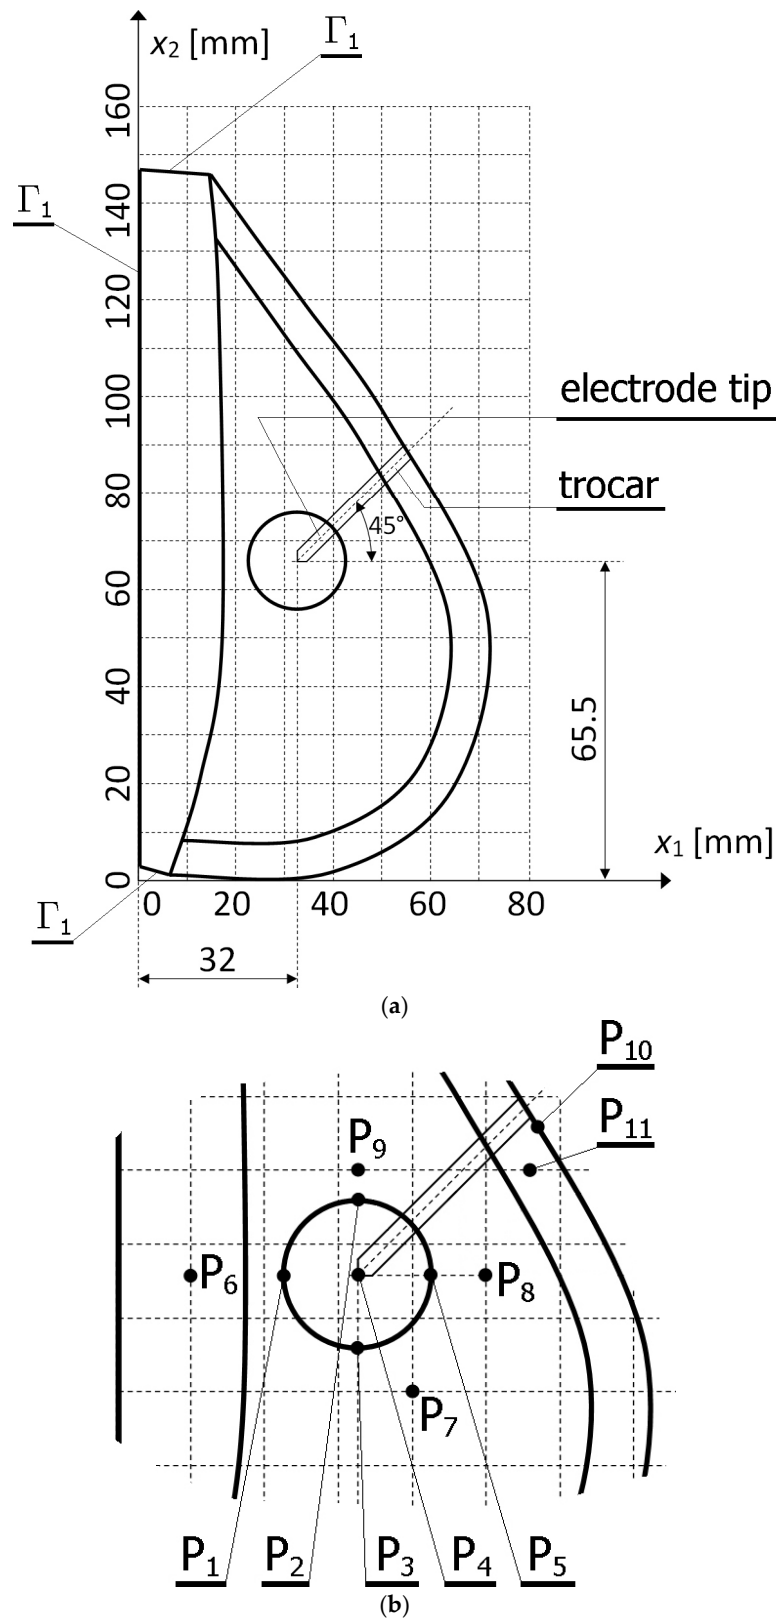 x₂ [mm]
Γ₁
Γ₁
160
140
120
100
80
60
40
20
0
electrode tip
trocar
45°
65.5
x₁ [mm]
0 20 40 60 80
Γ₁
32
(a)
P₁₀
P₁₁
P₉
P₆
P₈
P₇
P₁ P₂ P₃ P₄ P₅
(b)